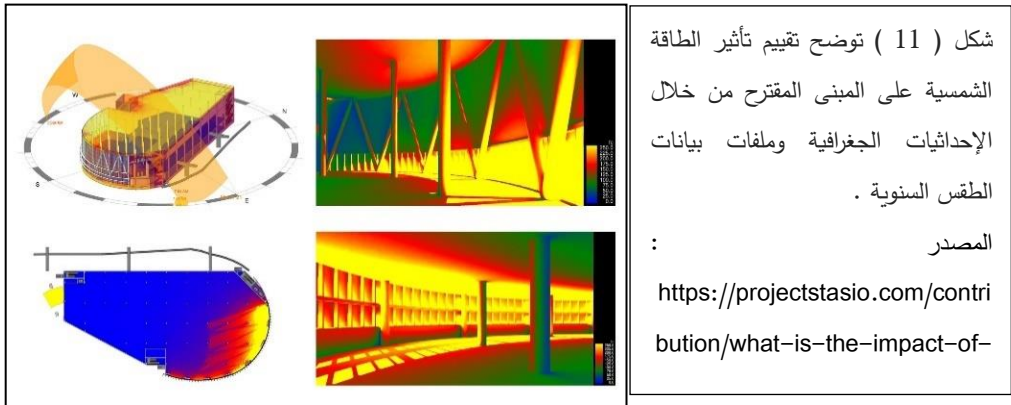 شكل ( 11 ) توضح تقييم تأثير الطاقة
الشمسية على المبنى المقترح من خلال
الإحداثيات الجغرافية وملفات بيانات
الطقس السنوية .
المصدر :
https://projectstasio.com/contri
bution/what-is-the-impact-of-
W
N
S
E